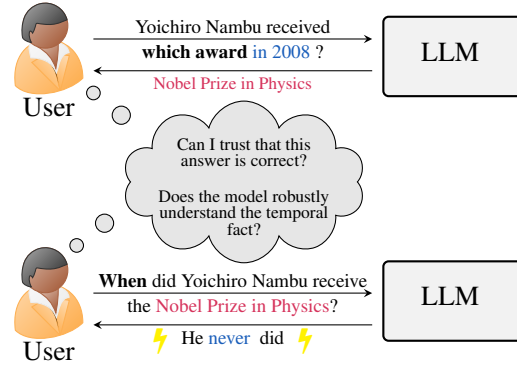 Yoichiro Nambu received
which award in 2008 ?
LLM
Nobel Prize in Physics
User
Can I trust that this
answer is correct?
Does the model robustly
understand the temporal
fact?
When did Yoichiro Nambu receive
the Nobel Prize in Physics?
LLM
He never did
User